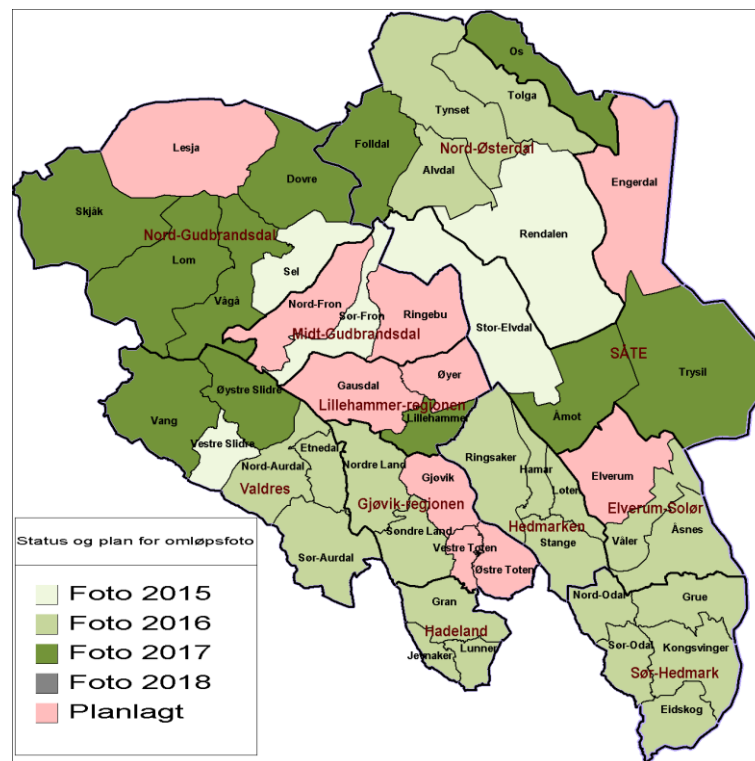 Os
Tolga
Tynset
Nord-Østerdal
Alvdal
Folldal
Lesja
Dovre
Engerdal
Skjåk
Nord-Gudbrandsdal
Rendalen
Lom
Sel
Vågå
Nord-Fron
Sør-Fron
Ringebu
Midt-Gudbrandsdal
Stor-Elvdal
SÅTE
Trysil
Gausdal
Øyer
Øystre Slidre
Lillehammer-regionen
Lillehammer
Åmot
Vang
Vestre Slidre
Etnedal
Nord-Aurdal
Valdres
Nordre Land
Gjøvik
Gjøvik-regionen
Ringsaker
Hamar
Løten
Elverum
Elverum-Solør
Hedmarken
Stange
Våler
Åsnes
Søndre Land
Vestre Toten
Østre Toten
Sør-Aurdal
Nord-Odal
Grue
Gran
Hadeland
Jevnaker
Lunner
Sør-Odal
Kongsvinger
Sør-Hedmark
Eidskog
Status og plan for omløpsfoto
Foto 2015
Foto 2016
Foto 2017
Foto 2018
Planlagt